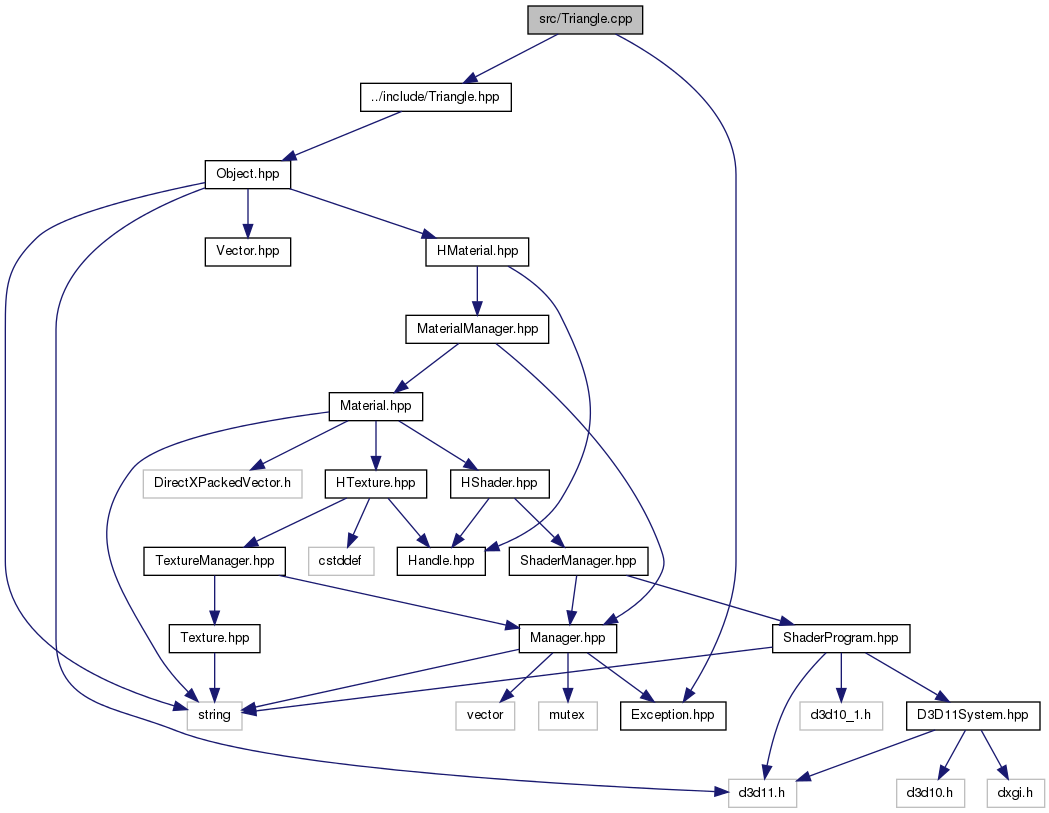 src/Triangle.cpp
../include/Triangle.hpp
Object.hpp
Vector.hpp
HMaterial.hpp
MaterialManager.hpp
Material.hpp
DirectXPackedVector.h
HTexture.hpp
HShader.hpp
TextureManager.hpp
cstddef
Handle.hpp
ShaderManager.hpp
Texture.hpp
Manager.hpp
ShaderProgram.hpp
string
vector
mutex
Exception.hpp
d3d10_1.h
D3D11System.hpp
d3d11.h
d3d10.h
dxgi.h